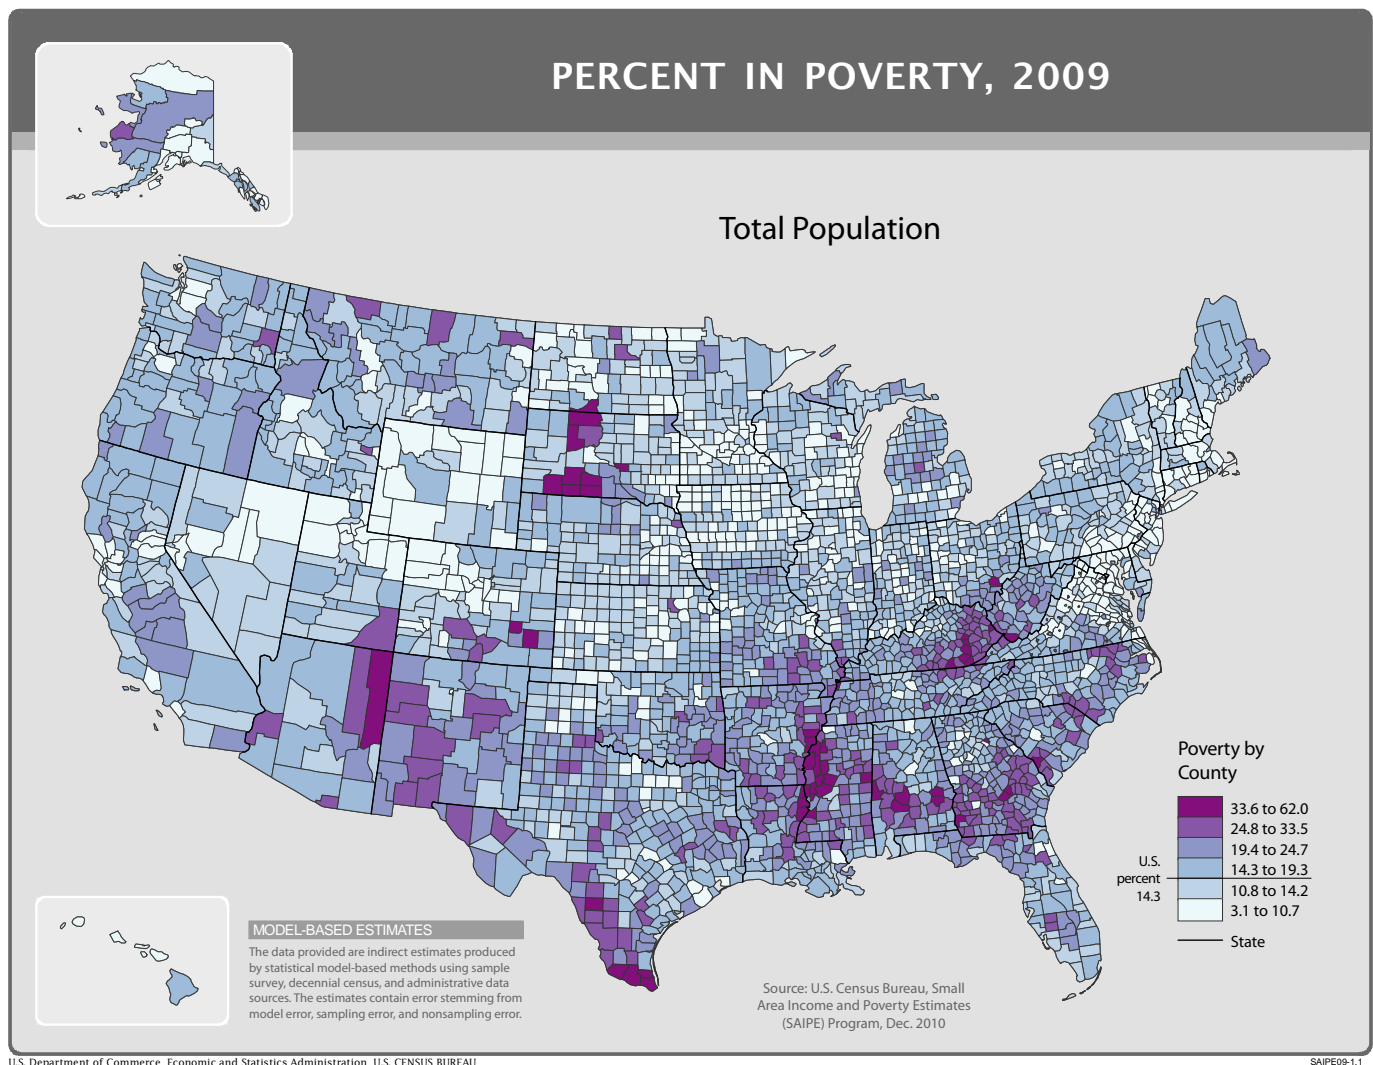 PERCENT IN POVERTY, 2009
Total Population
Poverty by
County
33.6 to 62.0
24.8 to 33.5
19.4 to 24.7
14.3 to 19.3
10.8 to 14.2
3.1 to 10.7
U.S.
percent
14.3
State
MODEL-BASED ESTIMATES
The data provided are indirect estimates produced
by statistical model-based methods using sample
survey, decennial census, and administrative data
sources. The estimates contain error stemming from
model error, sampling error, and nonsampling error.
Source: U.S. Census Bureau, Small
Area Income and Poverty Estimates
(SAIPE) Program, Dec. 2010
U.S. Department of Commerce, Economic and Statistics Administration, U.S. CENSUS BUREAU
SAIPE09-1.1